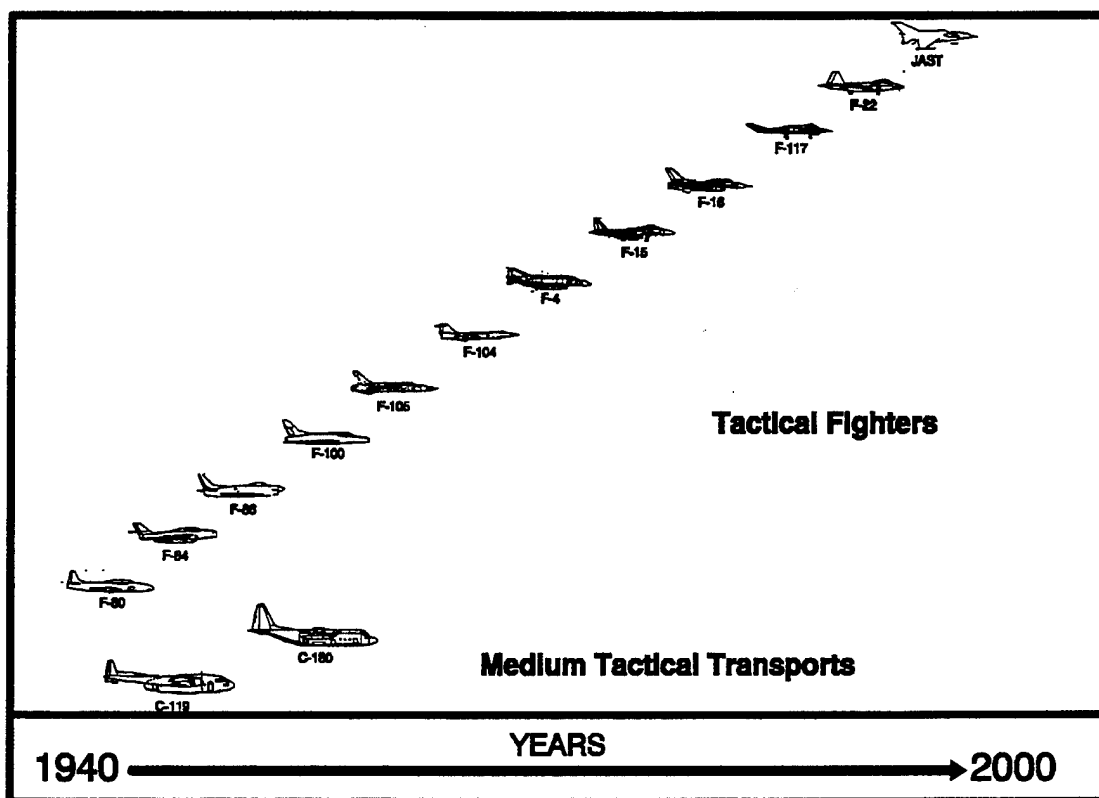 JAST
F-22
F-117
F-16
F-15
F-4
F-104
F-105
Tactical Fighters
F-100
F-86
F-84
F-80
C-130
Medium Tactical Transports
C-119
YEARS
1940
2000